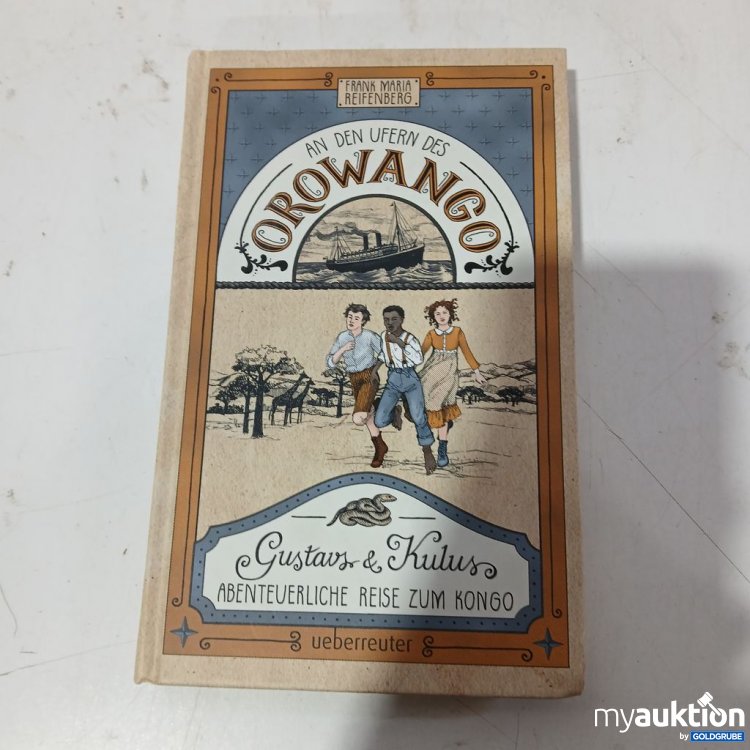 FRANK MARIA
REIFENBERG
AN DEN UFERN DES
OROWANGO
Gustavs & Kulus
ABENTEUERLICHE REISE ZUM KONGO
ueberreuter
myauktion
by GOLDGRUBE